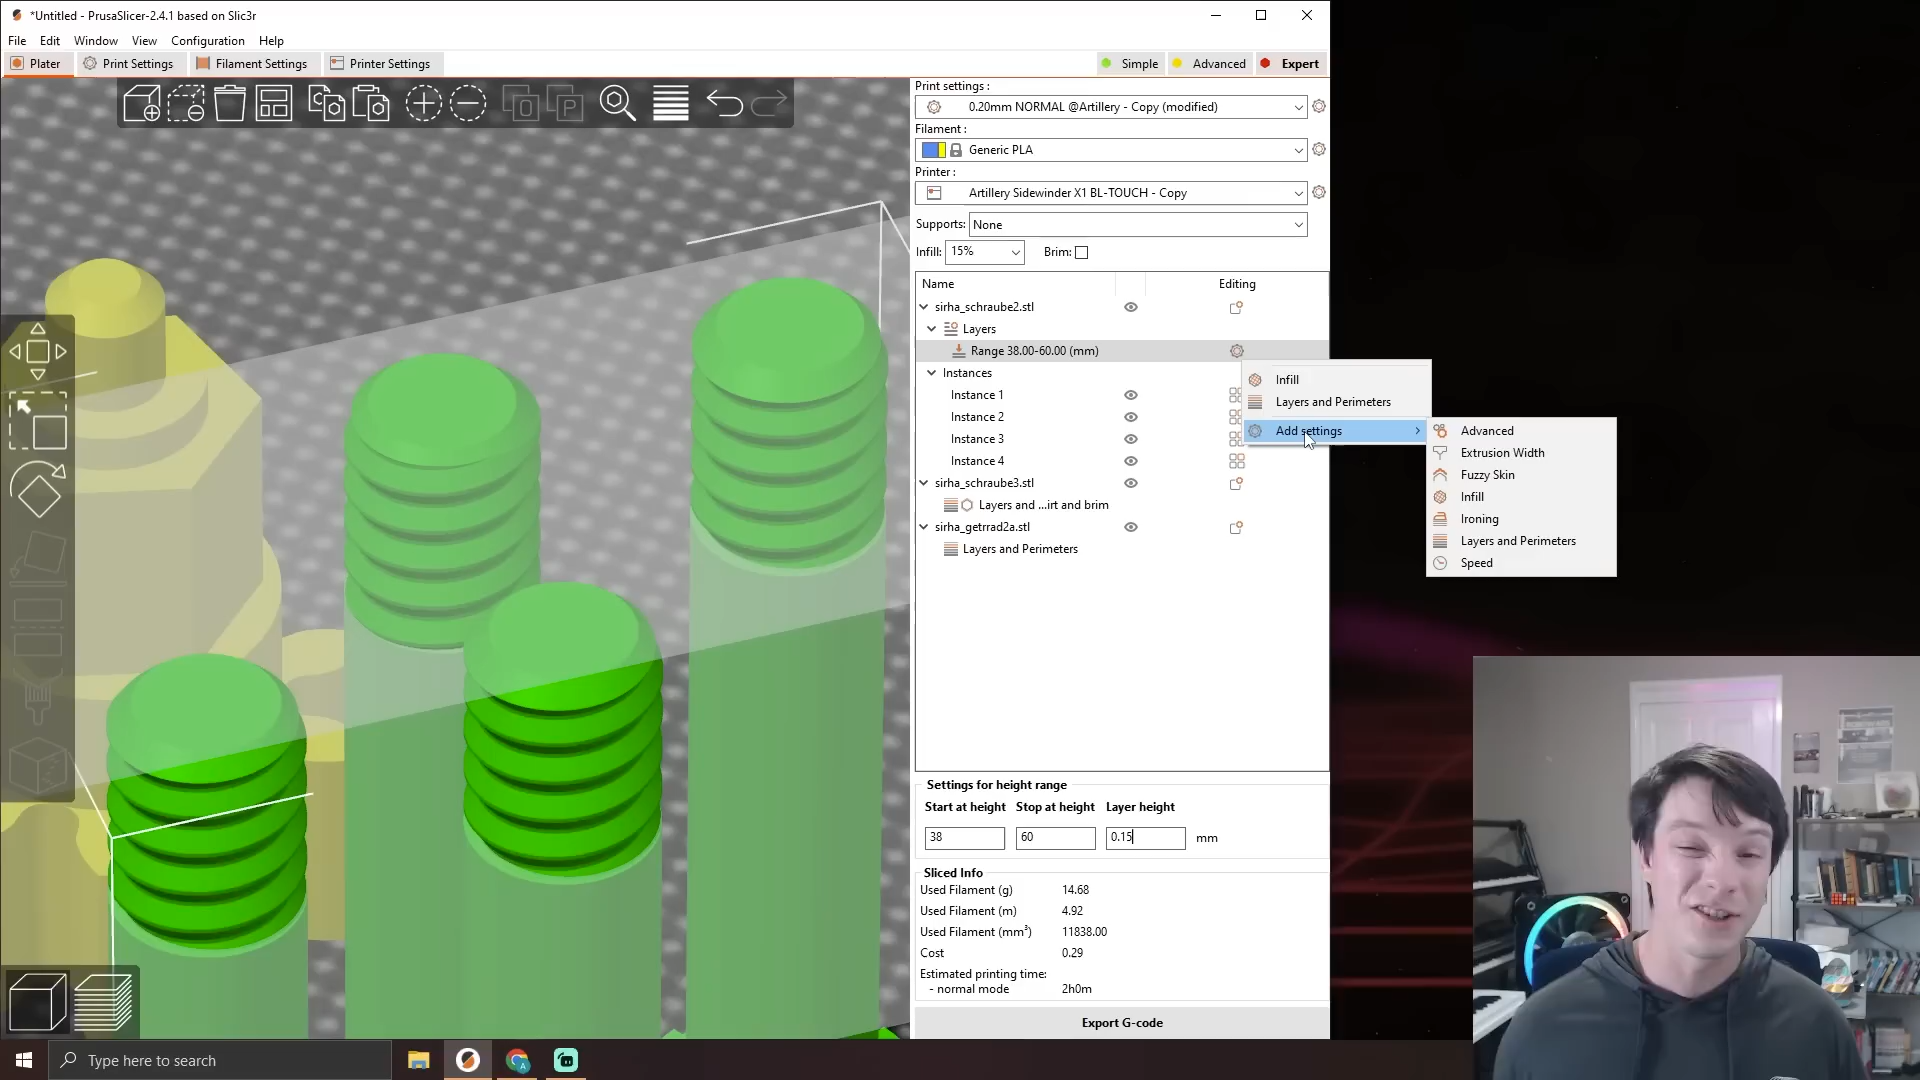 *Untitled - PrusaSlicer-2.4.1 based on Slic3r
File Edit Window View Configuration Help
Plater Print Settings Filament Settings Printer Settings Simple Advanced Expert
Print settings :
0.20mm NORMAL @Artillery - Copy (modified)
Filament :
Generic PLA
Printer :
Artillery Sidewinder X1 BL-TOUCH - Copy
Supports: None
Infill: 15% Brim:
Name Editing
sirha_schraube2.stl
Layers
Range 38.00-60.00 (mm)
Instances
Instance 1
Instance 2
Instance 3
Instance 4
sirha_schraube3.stl
Layers and ...irt and brim
sirha_getrrad2a.stl
Layers and Perimeters
Infill
Layers and Perimeters
Add settings
Advanced
Extrusion Width
Fuzzy Skin
Infill
Ironing
Layers and Perimeters
Speed
Settings for height range
Start at height Stop at height Layer height
38 60 0.15 mm
Sliced Info
Used Filament (g) 14.68
Used Filament (m) 4.92
Used Filament (mm³) 11838.00
Cost 0.29
Estimated printing time:
- normal mode 2h0m
Export G-code
Type here to search